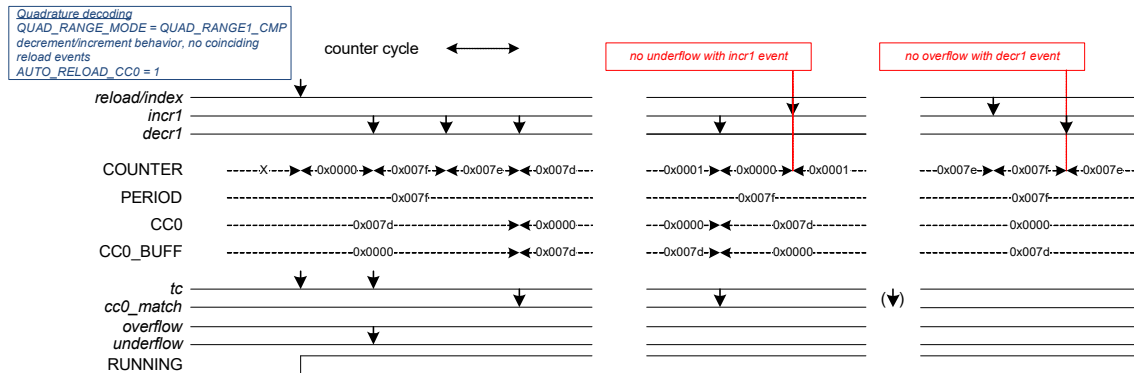 Quadrature decoding
QUAD_RANGE_MODE = QUAD_RANGE1_CMP
decrement/increment behavior, no coinciding
reload events
AUTO_RELOAD_CC0 = 1
counter cycle
no underflow with incr1 event
no overflow with decr1 event
reload/index
incr1
decr1
COUNTER X 0x0000 0x007f 0x007e 0x007d 0x0001 0x0000 0x0001 0x007e 0x007f 0x007e
PERIOD 0x007f 0x007f 0x007f
CC0 0x007d 0x0000 0x0000 0x007d 0x0000
CC0_BUFF 0x0000 0x007d 0x007d 0x0000 0x007d
tc
cc0_match ( )
overflow
underflow
RUNNING